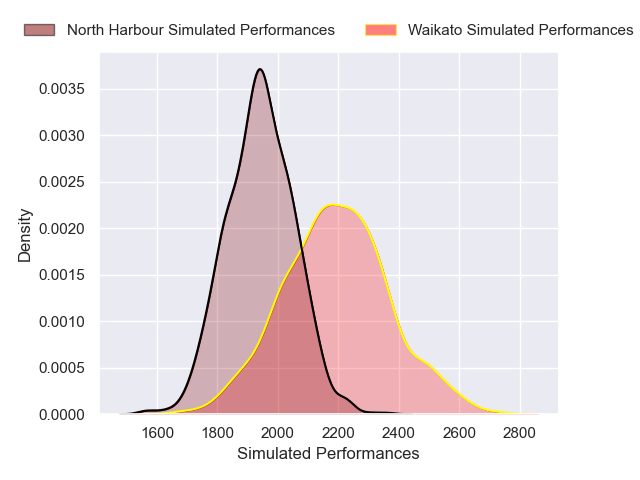 North Harbour Simulated Performances Waikato Simulated Performances
0.0035
0.0030
0.0025
0.0020
0.0015
0.0010
0.0005
0.0000
Density
1600 1800 2000 2200 2400 2600 2800
Simulated Performances